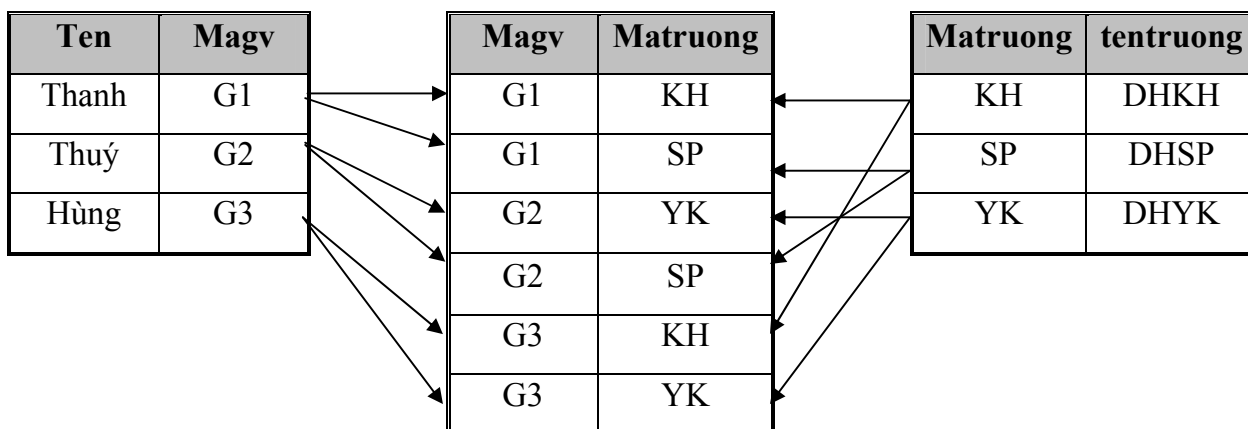 Ten Magv
Thanh G1
Thuý G2
Hùng G3
Magv Matruong
G1 KH
G1 SP
G2 YK
G2 SP
G3 KH
G3 YK
Matruong tentruong
KH DHKH
SP DHSP
YK DHYK